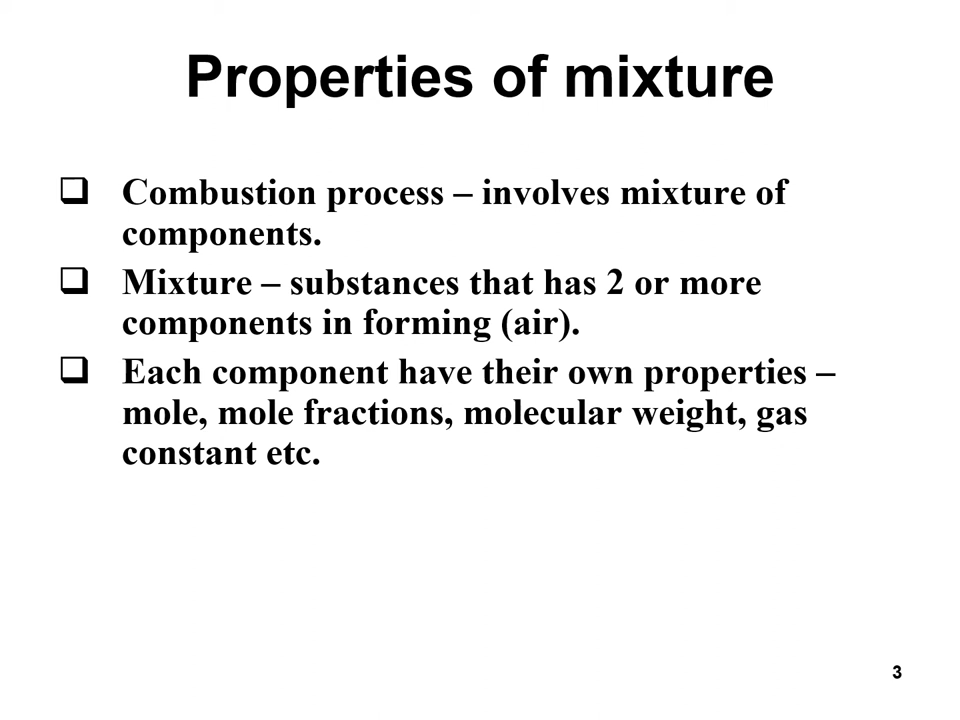 Properties of mixture
Combustion process – involves mixture of
components.
Mixture – substances that has 2 or more
components in forming (air).
Each component have their own properties –
mole, mole fractions, molecular weight, gas
constant etc.
3